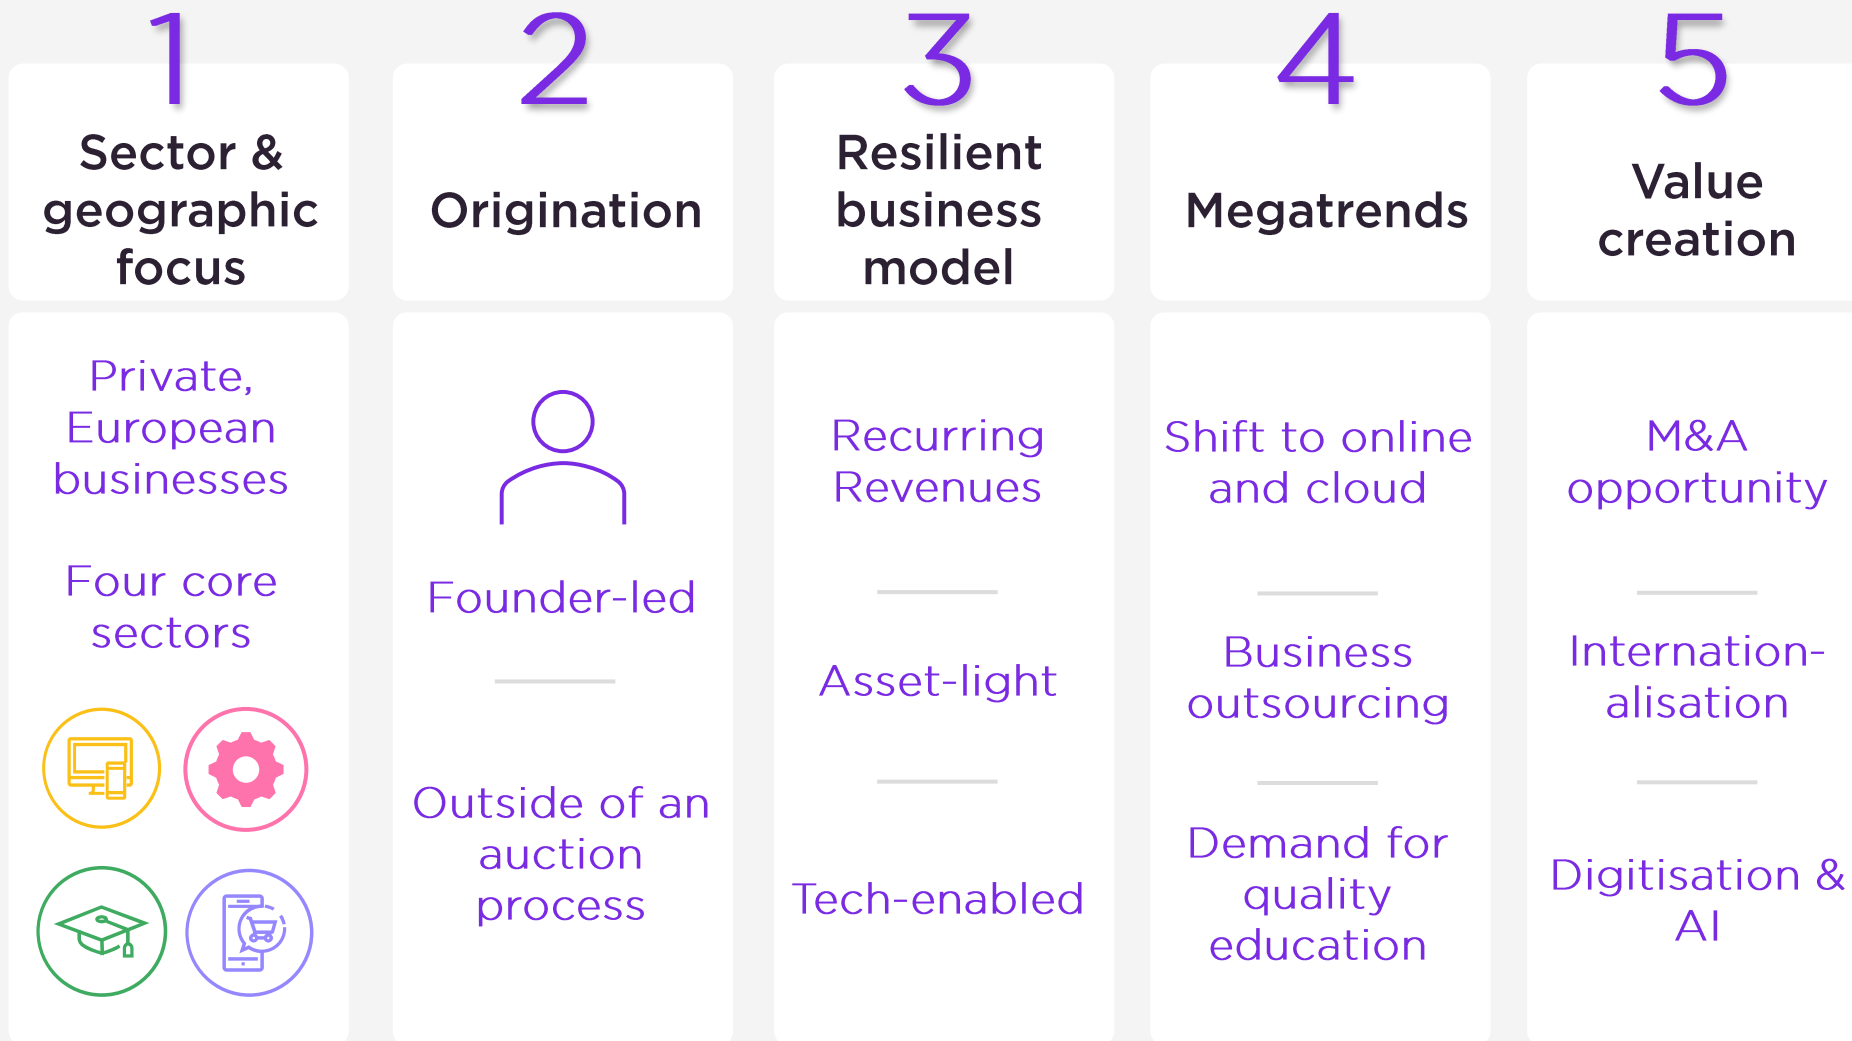 1
Sector &
geographic
focus
Private,
European
businesses
Four core
sectors
2
Origination
Founder-led
Outside of an
auction
process
3
Resilient
business
model
Recurring
Revenues
Asset-light
Tech-enabled
4
Megatrends
Shift to online
and cloud
Business
outsourcing
Demand for
quality
education
5
Value
creation
M&A
opportunity
Internation-
alisation
Digitisation &
AI